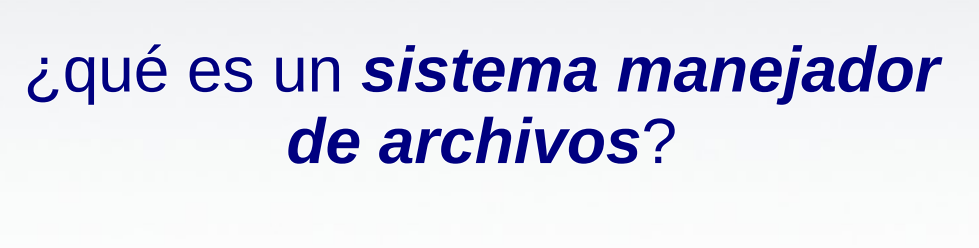 ¿qué es un sistema manejador
de archivos?